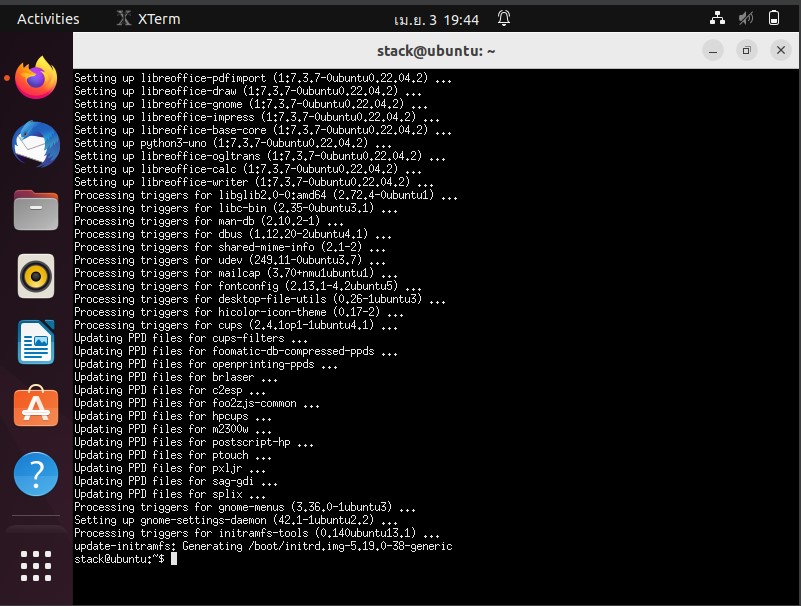 Activities
XTerm
เม.ย. 3 19:44
stack@ubuntu: ~
Setting up libreoffice-pdfimport (1:7.3.7-0ubuntu0.22.04.2) ...
Setting up libreoffice-draw (1:7.3.7-0ubuntu0.22.04.2) ...
Setting up libreoffice-gnome (1:7.3.7-0ubuntu0.22.04.2) ...
Setting up libreoffice-impress (1:7.3.7-0ubuntu0.22.04.2) ...
Setting up libreoffice-base-core (1:7.3.7-0ubuntu0.22.04.2) ...
Setting up python3-uno (1:7.3.7-0ubuntu0.22.04.2) ...
Setting up libreoffice-ogltrans (1:7.3.7-0ubuntu0.22.04.2) ...
Setting up libreoffice-calc (1:7.3.7-0ubuntu0.22.04.2) ...
Setting up libreoffice-writer (1:7.3.7-0ubuntu0.22.04.2) ...
Processing triggers for libglib2.0-0:amd64 (2.72.4-0ubuntu1) ...
Processing triggers for libc-bin (2.35-0ubuntu3.1) ...
Processing triggers for man-db (2.10.2-1) ...
Processing triggers for dbus (1.12.20-2ubuntu4.1) ...
Processing triggers for shared-mime-info (2.1-2) ...
Processing triggers for udev (249.11-0ubuntu3.7) ...
Processing triggers for mailcap (3.70+nmu1ubuntu1) ...
Processing triggers for fontconfig (2.13.1-4.2ubuntu5) ...
Processing triggers for desktop-file-utils (0.26-1ubuntu3) ...
Processing triggers for hicolor-icon-theme (0.17-2) ...
Processing triggers for cups (2.4.1op1-1ubuntu4.1) ...
Updating PPD files for cups-filters ...
Updating PPD files for foomatic-db-compressed-ppds ...
Updating PPD files for openprinting-ppds ...
Updating PPD files for brlaser ...
Updating PPD files for c2esp ...
Updating PPD files for foo2zjs-common ...
Updating PPD files for hpcups ...
Updating PPD files for m2300w ...
Updating PPD files for postscript-hp ...
Updating PPD files for ptouch ...
Updating PPD files for pxljr ...
Updating PPD files for sag-gdi ...
Updating PPD files for splix ...
Processing triggers for gnome-menus (3.36.0-1ubuntu3) ...
Setting up gnome-settings-daemon (42.1-1ubuntu2.2) ...
Processing triggers for initramfs-tools (0.140ubuntu13.1) ...
update-initramfs: Generating /boot/initrd.img-5.19.0-38-generic
stack@ubuntu:~$